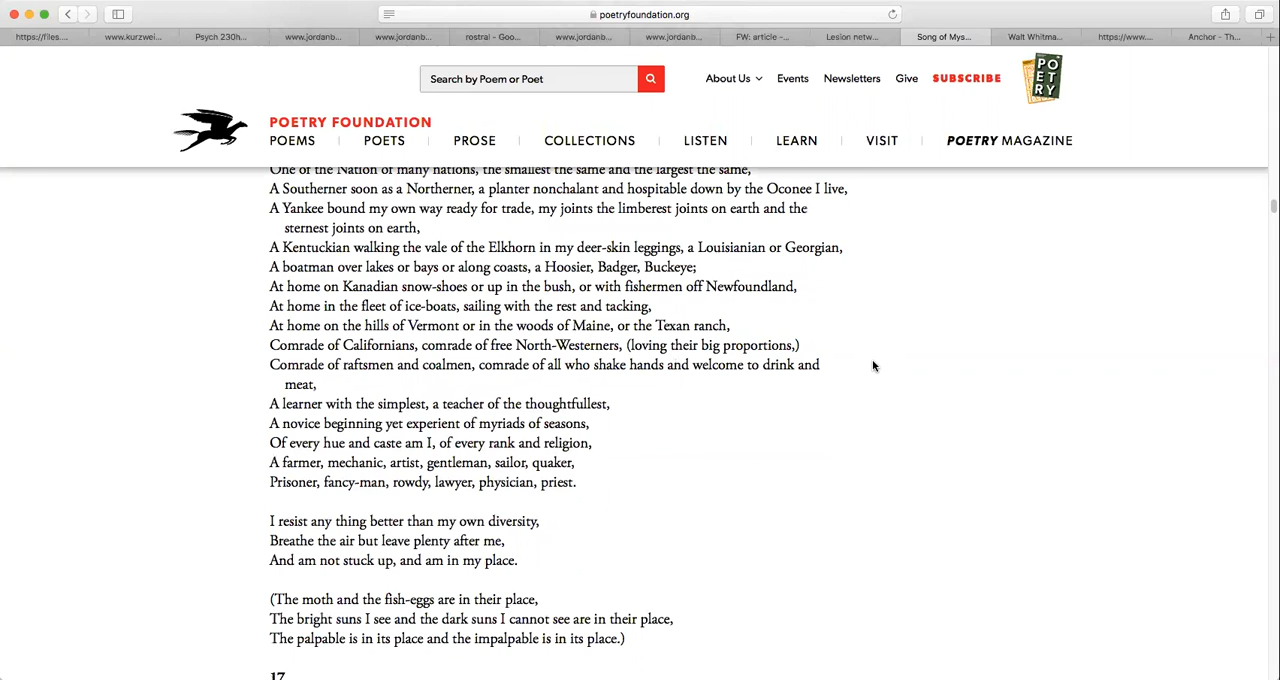 poetryfoundation.org
https://files....
www.kurzwei...
Psych 230h...
www.jordanb...
www.jordanb...
rostral - Goo...
www.jordanb...
www.jordanb...
FW: article -...
Lesion netw...
Song of Mys...
Walt Whitma...
https://www....
Anchor - Th...
Search by Poem or Poet
About Us
Events
Newsletters
Give
SUBSCRIBE
PO
ET
RY
POETRY FOUNDATION
POEMS
POETS
PROSE
COLLECTIONS
LISTEN
LEARN
VISIT
POETRY MAGAZINE
One of the Nation of many nations, the smallest the same and the largest the same,
A Southerner soon as a Northerner, a planter nonchalant and hospitable down by the Oconee I live,
A Yankee bound my own way ready for trade, my joints the limberest joints on earth and the
sternest joints on earth,
A Kentuckian walking the vale of the Elkhorn in my deer-skin leggings, a Louisianian or Georgian,
A boatman over lakes or bays or along coasts, a Hoosier, Badger, Buckeye;
At home on Kanadian snow-shoes or up in the bush, or with fishermen off Newfoundland,
At home in the fleet of ice-boats, sailing with the rest and tacking,
At home on the hills of Vermont or in the woods of Maine, or the Texan ranch,
Comrade of Californians, comrade of free North-Westerners, (loving their big proportions,)
Comrade of raftsmen and coalmen, comrade of all who shake hands and welcome to drink and
meat,
A learner with the simplest, a teacher of the thoughtfullest,
A novice beginning yet experient of myriads of seasons,
Of every hue and caste am I, of every rank and religion,
A farmer, mechanic, artist, gentleman, sailor, quaker,
Prisoner, fancy-man, rowdy, lawyer, physician, priest.
I resist any thing better than my own diversity,
Breathe the air but leave plenty after me,
And am not stuck up, and am in my place.
(The moth and the fish-eggs are in their place,
The bright suns I see and the dark suns I cannot see are in their place,
The palpable is in its place and the impalpable is in its place.)
17